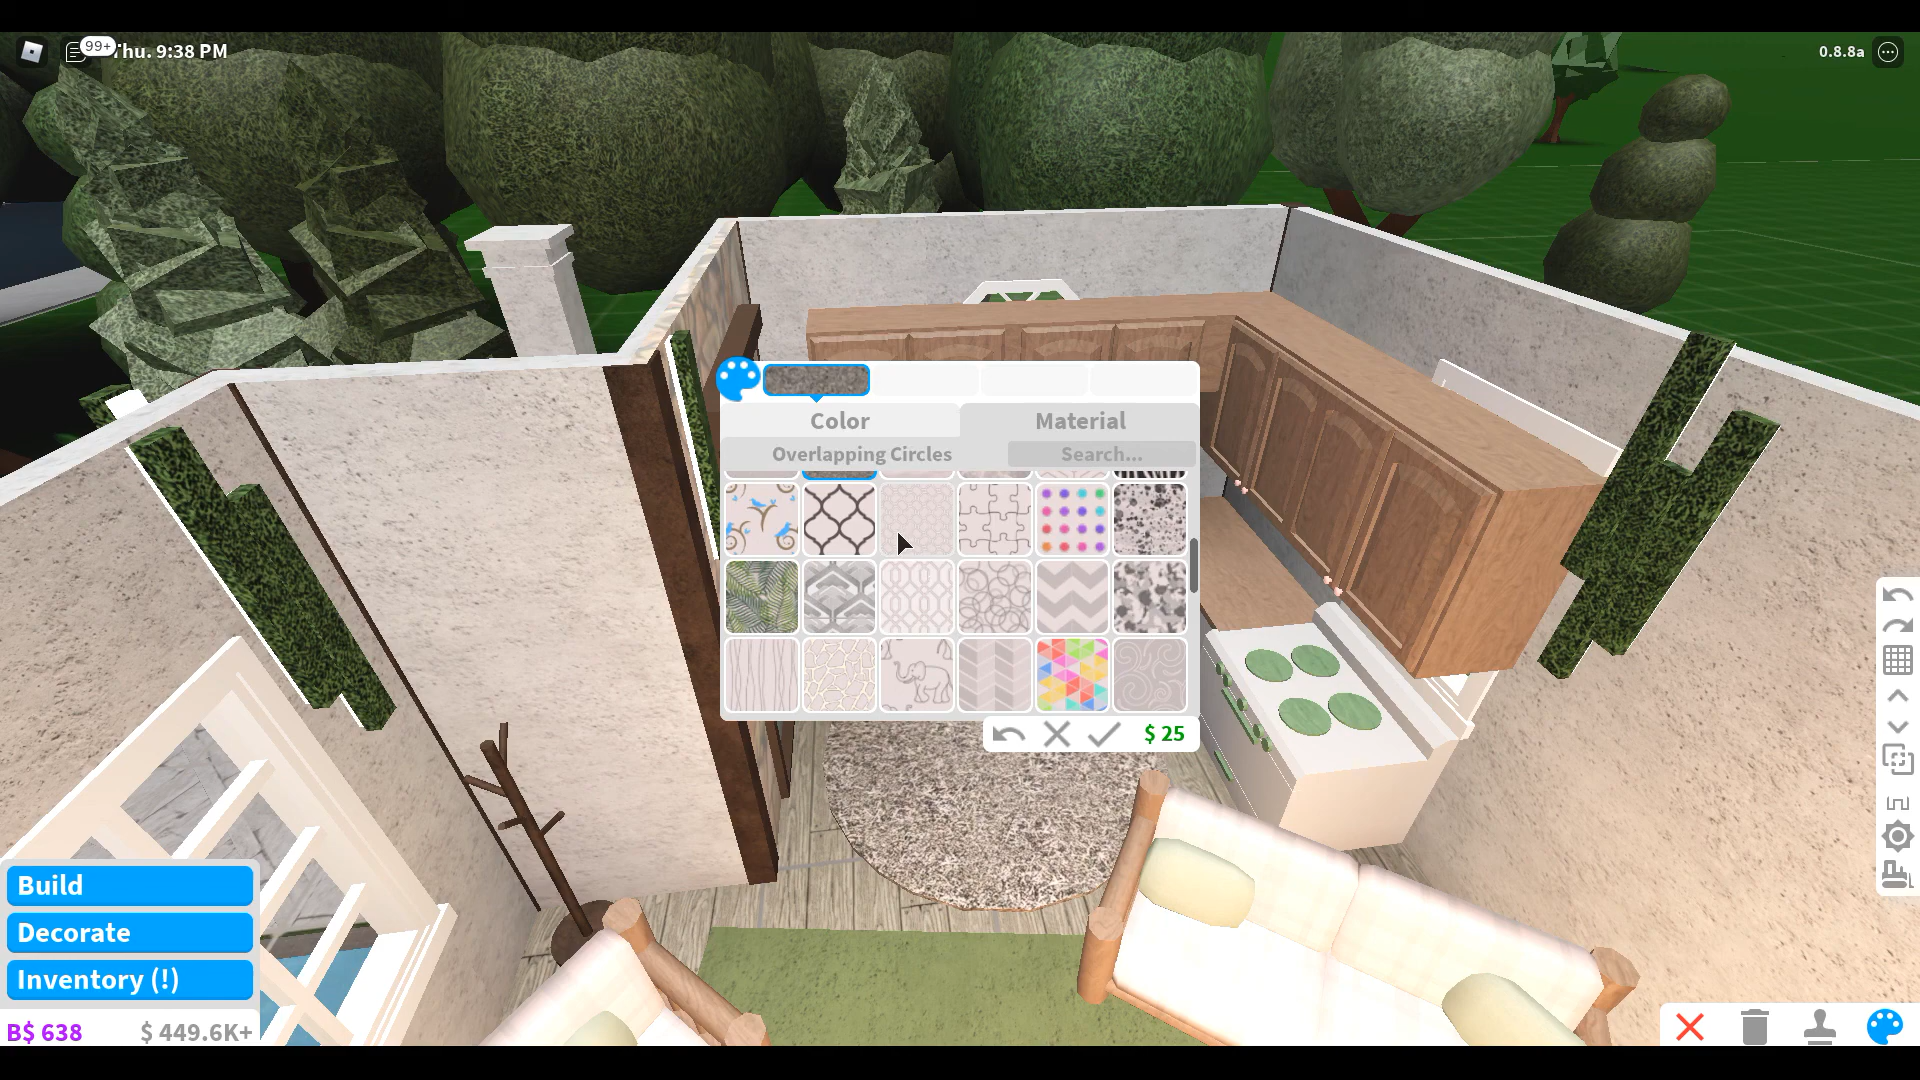 99+
Thu. 9:38 PM
0.8.8a
Color
Material
Overlapping Circles
Search...
$ 25
Build
Decorate
Inventory (!)
B$ 638
$ 449.6K+